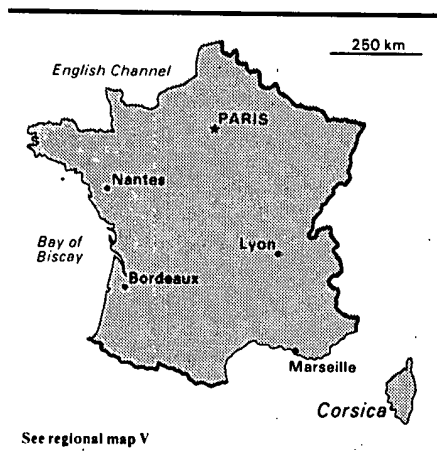 250 km
English Channel
PARIS
Nantes
Bay of
Biscay
Lyon
Bordeaux
Marseille
Corsica
See regional map V